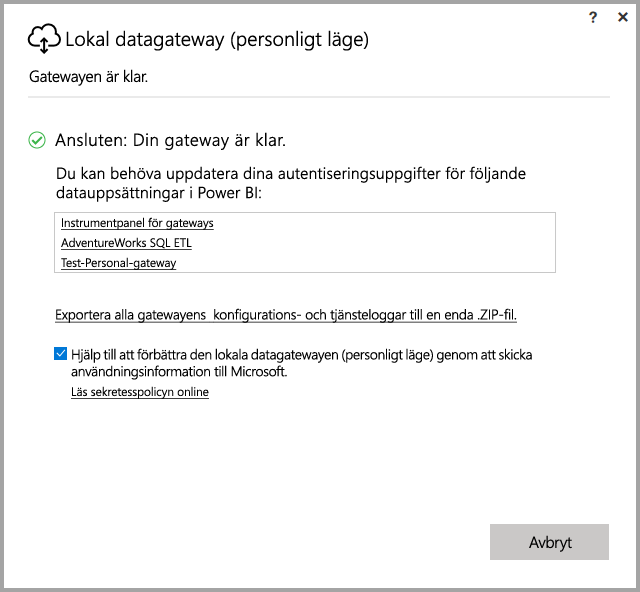 ? ×
Lokal datagateway (personligt läge)
Gatewayen är klar.
Ansluten: Din gateway är klar.
Du kan behöva uppdatera dina autentiseringsuppgifter för följande
datauppsättningar i Power BI:
Instrumentpanel för gateways
AdventureWorks SQL ETL
Test-Personal-gateway
Exportera alla gatewayens konfigurations- och tjänsteloggar till en enda .ZIP-fil.
Hjälp till att förbättra den lokala datagatewayen (personligt läge) genom att skicka
användningsinformation till Microsoft.
Läs sekretesspolicyn online
Avbryt